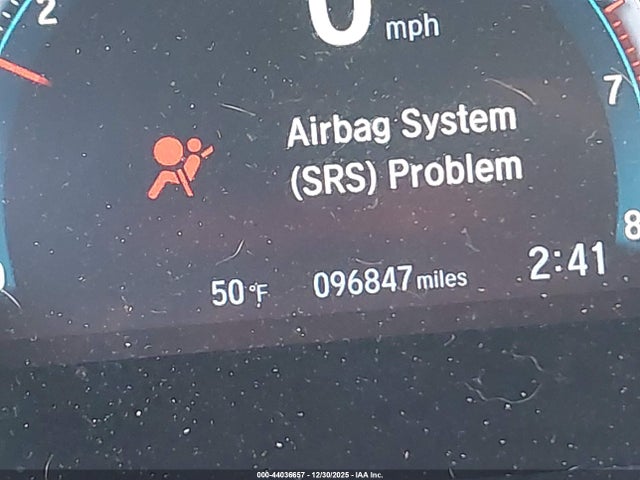 2
0 mph
7
Airbag System
(SRS) Problem
8
50°F 096847 miles 2:41
000-44036657 - 12/30/2025 - IAA Inc.